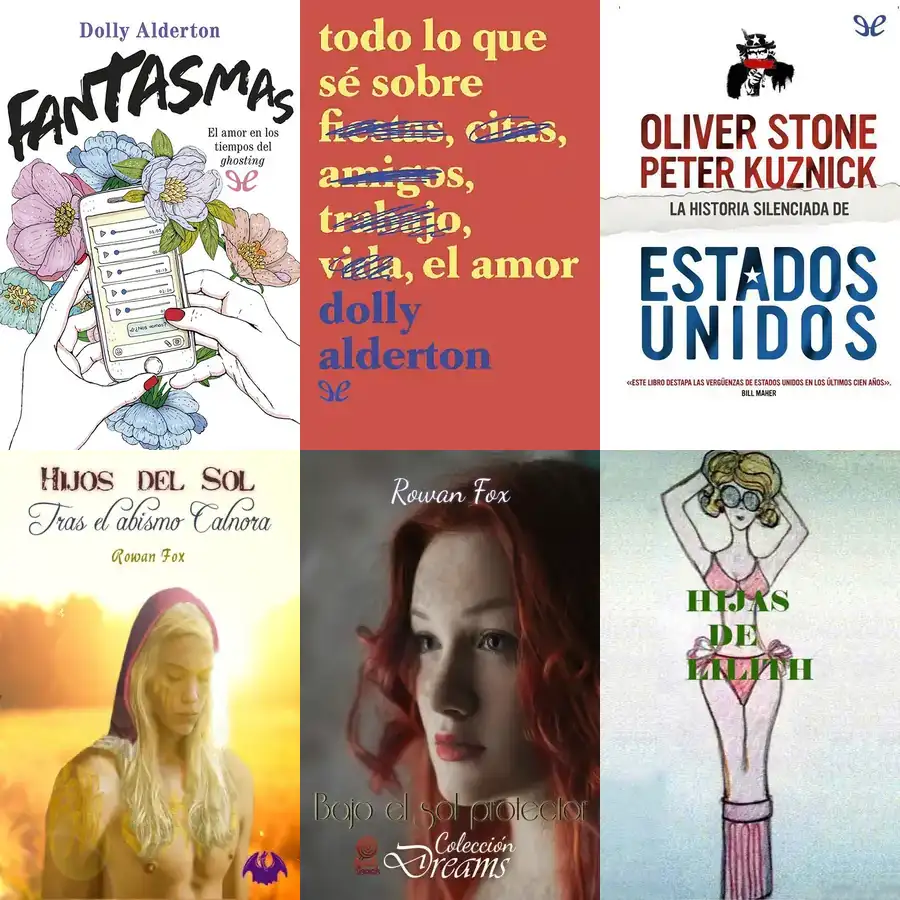 Dolly Alderton
FANTASMAS
El amor en los
tiempos del
ghosting
todo lo que
sé sobre
fiestas, citas,
amigos,
trabajo,
vida, el amor
dolly
alderton
OLIVER STONE
PETER KUZNICK
LA HISTORIA SILENCIADA DE
ESTADOS
UNIDOS
«ESTE LIBRO DESTAPA LAS VERGÜENZAS DE ESTADOS UNIDOS EN LOS ÚLTIMOS CIEN AÑOS».
BILL MAHER
HIJOS DEL SOL
Tras el abismo Calnora
Rowan Fox
Rowan Fox
Bajo el sol protector
Colección
Dreams
HIJAS
DE
LILITH